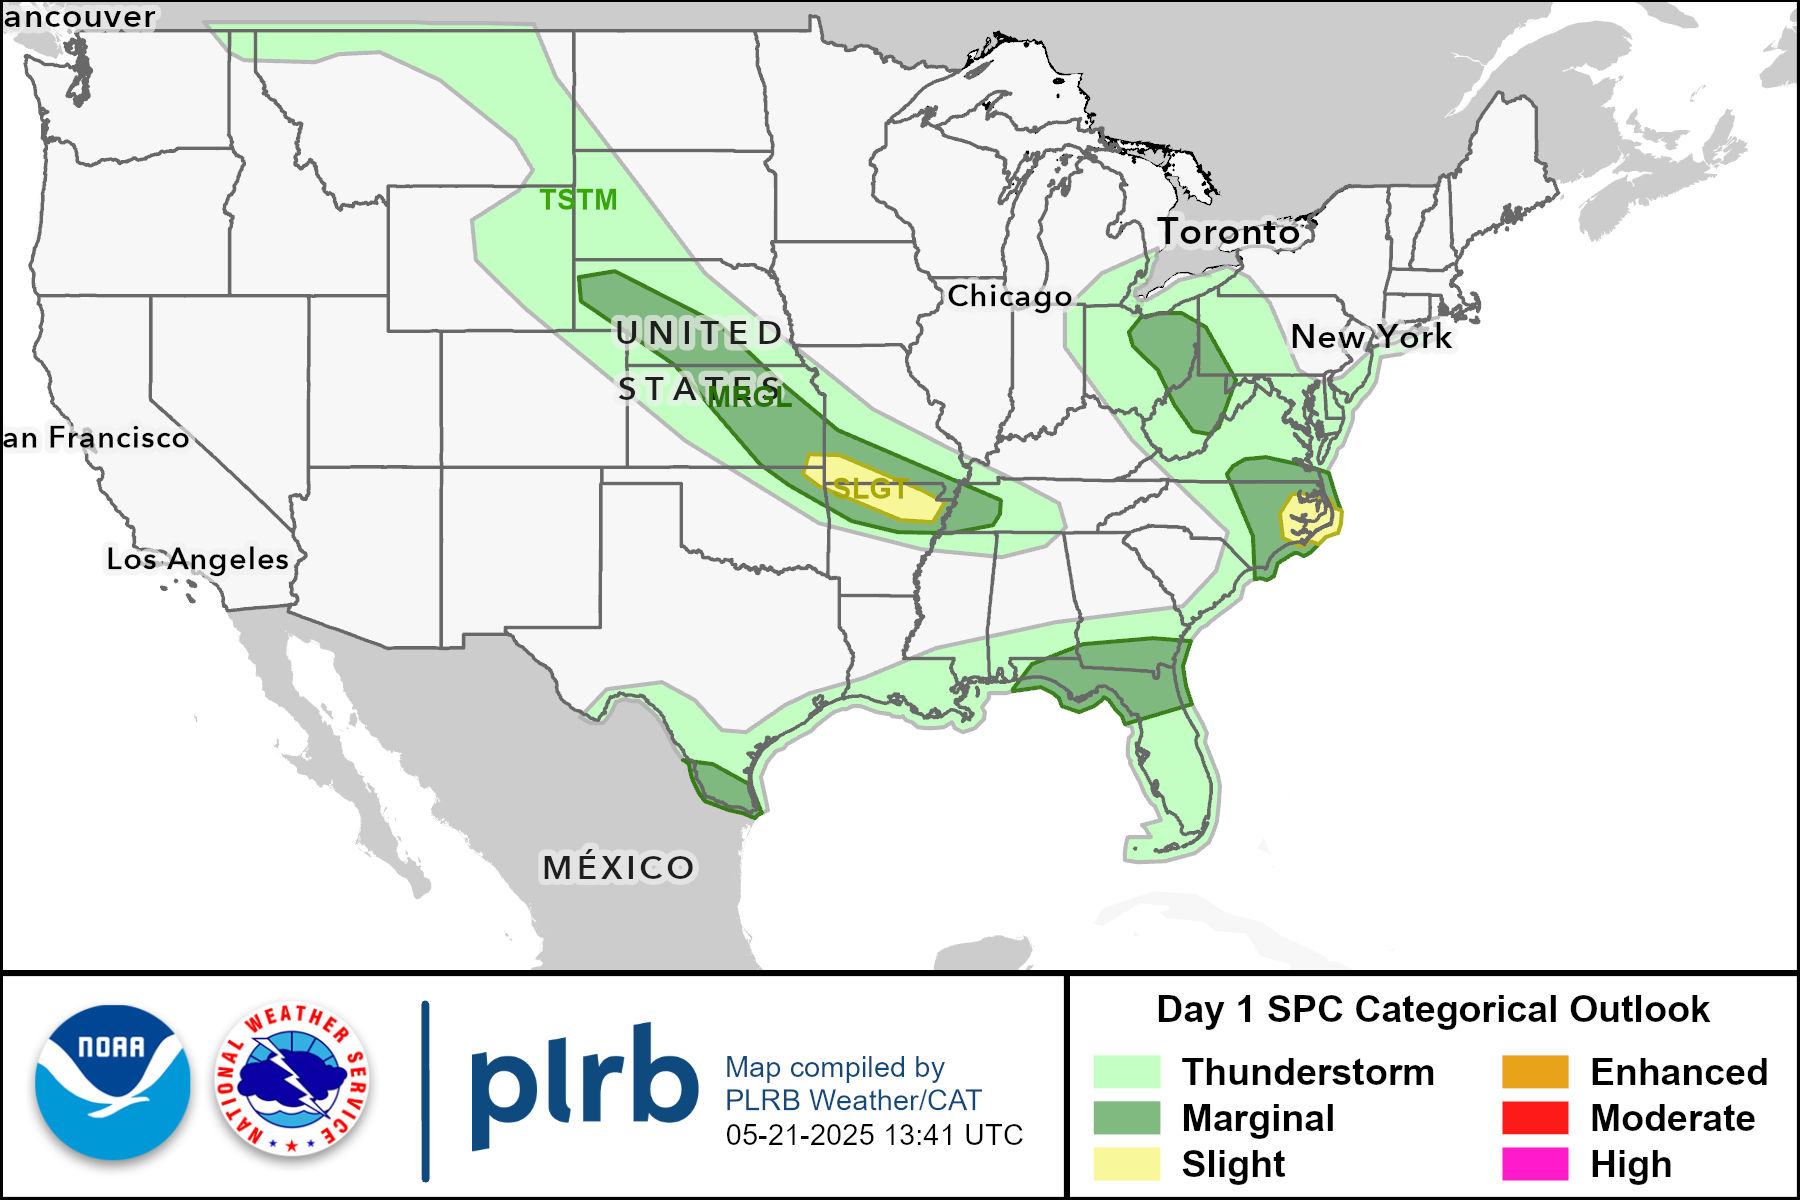 ancouver
Toronto
TSTM
Chicago
UNITED
New York
STATES
MRGL
an Francisco
SLGT
Los Angeles
MÉXICO
NOAA
NATIONAL WEATHER SERVICE
plrb
Map compiled by
PLRB Weather/CAT
05-21-2025 13:41 UTC
Day 1 SPC Categorical Outlook
Thunderstorm
Enhanced
Marginal
Moderate
Slight
High